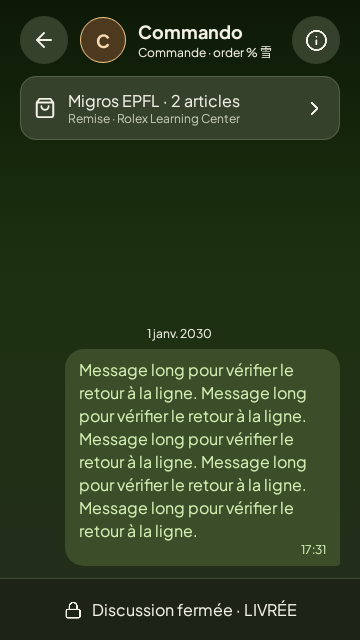 C
Commando
Commande · order % 雪
Migros EPFL · 2 articles
Remise · Rolex Learning Center
1 janv. 2030
Message long pour vérifier le
retour à la ligne. Message long
pour vérifier le retour à la ligne.
Message long pour vérifier le
retour à la ligne. Message long
pour vérifier le retour à la ligne.
Message long pour vérifier le
retour à la ligne.
17:31
Discussion fermée · LIVRÉE